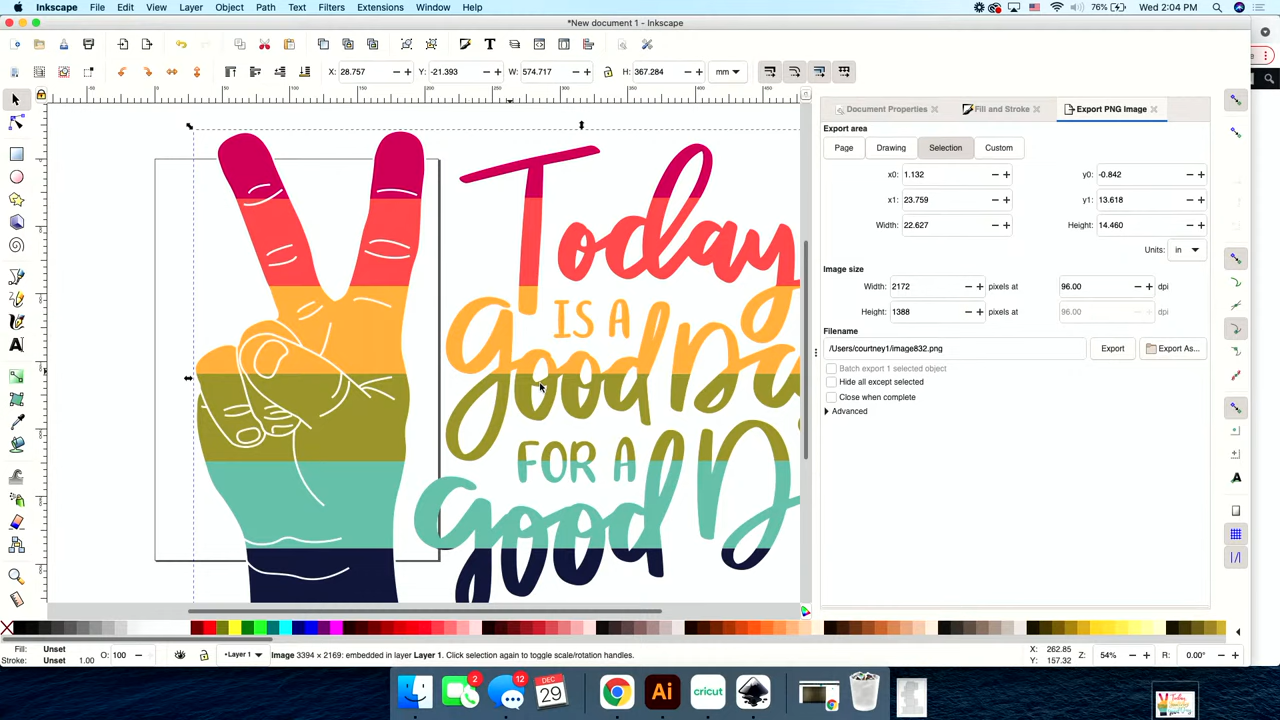 Inkscape File Edit View Layer Object Path Text Filters Extensions Window Help 76% Wed 2:04 PM
*New document 1 - Inkscape
X: 28.757 Y: -21.393 W: 574.717 H: 367.284 mm
Document Properties Fill and Stroke Export PNG Image
Export area
Page Drawing Selection Custom
x0: 1.132 y0: -0.842
x1: 23.759 y1: 13.618
Width: 22.627 Height: 14.460
Units: in
Image size
Width: 2172 pixels at 96.00 dpi
Height: 1388 pixels at 96.00 dpi
Filename
/Users/courtney1/image832.png Export Export As...
Batch export 1 selected object
Hide all except selected
Close when complete
Advanced
Today
IS A
Good Da
FOR A
Good D
Fill: Unset
Stroke: Unset 1.00
O: 100
Layer 1
Image 3394 x 2169; embedded in layer Layer 1. Click selection again to toggle scale/rotation handles.
X: 262.85
Y: 157.32
Z: 54%
R: 0.00°
2
12
DEC
29
Ai
cricut